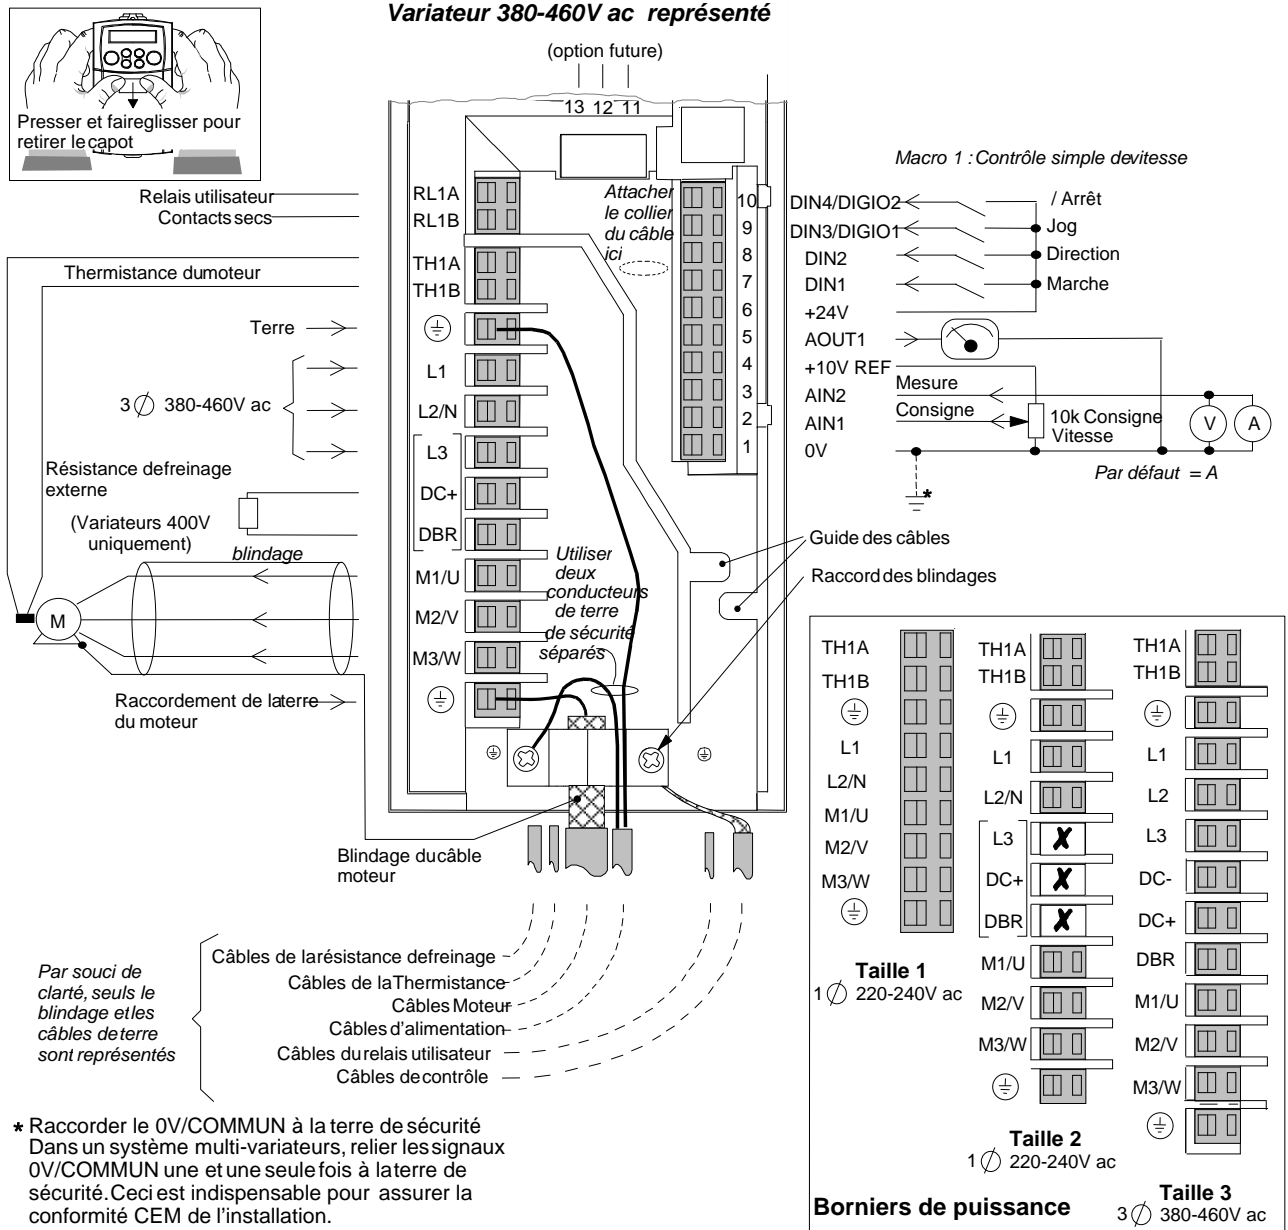 Variateur 380-460V ac représenté
(option future)
13 12 11
Presser et faireglisser pour
retirer le capot
Relais utilisateur
Contacts secs
Thermistance dumoteur
Terre
3 380-460V ac
Résistance defreinage
externe
(Variateurs 400V
uniquement)
blindage
M
Raccordement de laterre
du moteur
RL1A
RL1B
TH1A
TH1B
L1
L2/N
L3
DC+
DBR
M1/U
M2/V
M3/W
Attacher
le collier
du câble
ici
Utiliser
deux
conducteurs
de terre
de sécurité
séparés
10
9
8
7
6
5
4
3
2
1
Macro 1 : Contrôle simple devitesse
DIN4/DIGIO2
DIN3/DIGIO1
DIN2
DIN1
+24V
AOUT1
+10V REF
AIN2
AIN1
0V
/ Arrêt
Jog
Direction
Marche
Mesure
Consigne
10k Consigne
Vitesse
V
A
Par défaut = A
*
Guide des câbles
Raccord des blindages
Blindage ducâble
moteur
Câbles de larésistance defreinage
Câbles de laThermistance
Câbles Moteur
Câbles d'alimentation
Câbles du relais utilisateur
Câbles de contrôle
Par souci de
clarté, seuls le
blindage etles
câbles de terre
sont représentés
* Raccorder le 0V/COMMUN à la terre de sécurité
Dans un système multi-variateurs, relier les signaux
0V/COMMUN une et une seule fois à la terre de
sécurité. Ceci est indispensable pour assurer la
conformité CEM de l'installation.
TH1A
TH1B
L1
L2/N
M1/U
M2/V
M3/W
Taille 1
1 220-240V ac
TH1A
TH1B
L1
L2/N
L3
DC+
DBR
M1/U
M2/V
M3/W
Taille 2
1 220-240V ac
TH1A
TH1B
L1
L2
L3
DC-
DC+
DBR
M1/U
M2/V
M3/W
Taille 3
3 380-460V ac
Borniers de puissance